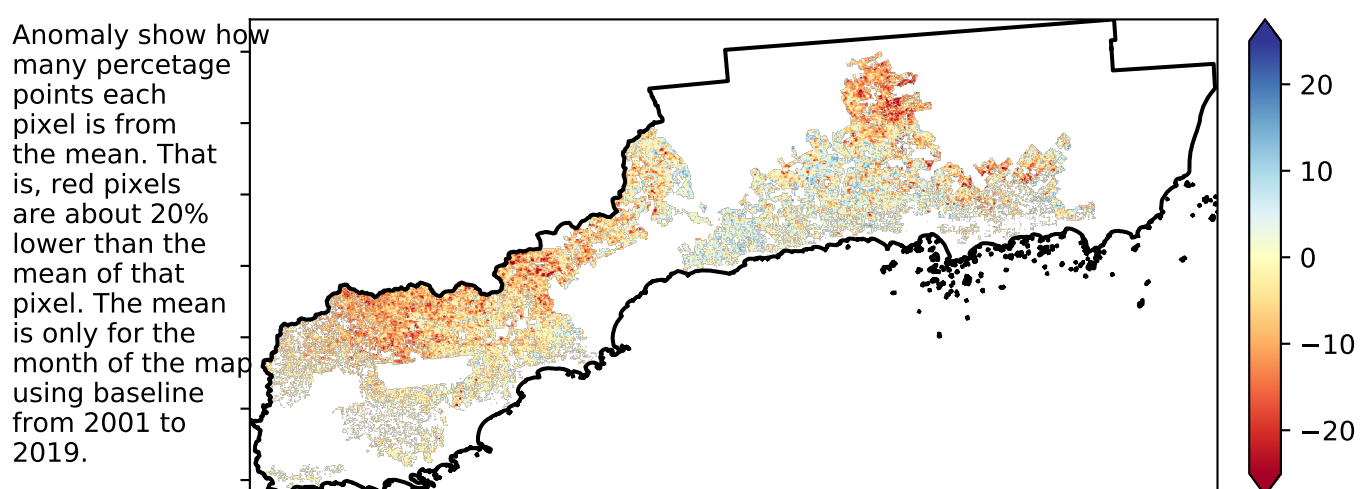 Anomaly show how
many percetage
points each
pixel is from
the mean. That
is, red pixels
are about 20%
lower than the
mean of that
pixel. The mean
is only for the
month of the map
using baseline
from 2001 to
2019.
20
10
0
−10
−20